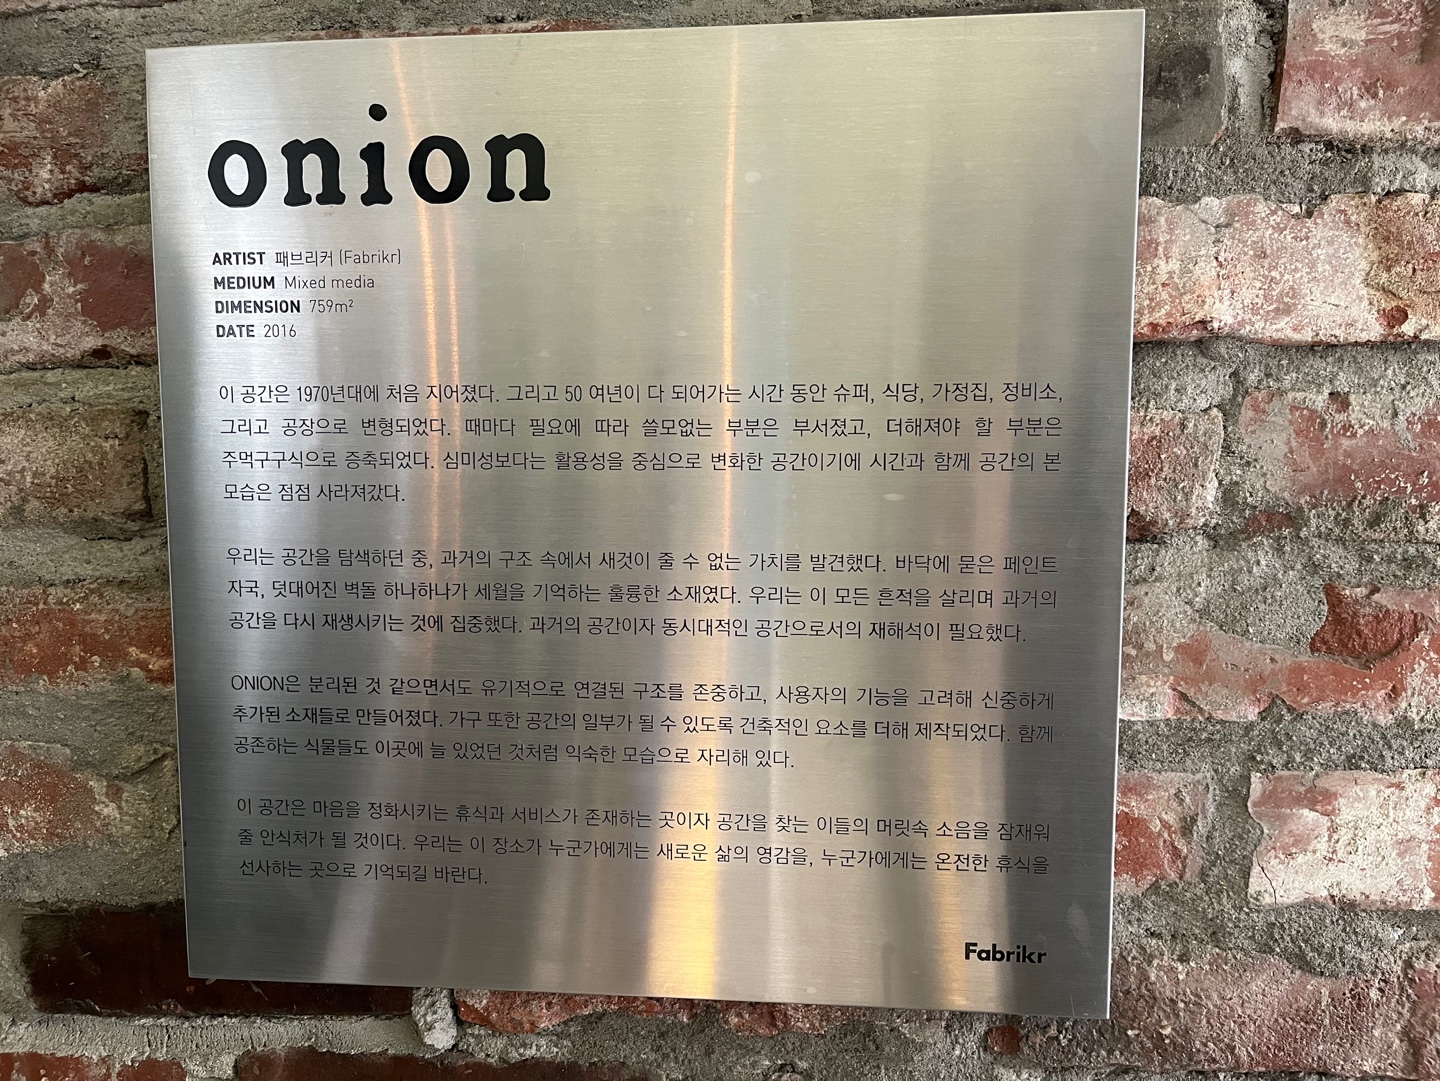 onion
ARTIST 패브리커 (Fabrikr)
MEDIUM Mixed media
DIMENSION 759m²
DATE 2016
이 공간은 1970년대에 처음 지어졌다. 그리고 50 여년이 다 되어가는 시간 동안 슈퍼, 식당, 가정집, 정비소,
그리고 공장으로 변형되었다. 때마다 필요에 따라 쓸모없는 부분은 부서졌고, 더해져야 할 부분은
주먹구구식으로 증축되었다. 심미성보다는 활용성을 중심으로 변화한 공간이기에 시간과 함께 공간의 본
모습은 점점 사라져갔다.
우리는 공간을 탐색하던 중, 과거의 구조 속에서 새것이 줄 수 없는 가치를 발견했다. 바닥에 묻은 페인트
자국, 덧대어진 벽돌 하나하나가 세월을 기억하는 훌륭한 소재였다. 우리는 이 모든 흔적을 살리며 과거의
공간을 다시 재생시키는 것에 집중했다. 과거의 공간이자 동시대적인 공간으로서의 재해석이 필요했다.
ONION은 분리된 것 같으면서도 유기적으로 연결된 구조를 존중하고, 사용자의 기능을 고려해 신중하게
추가된 소재들로 만들어졌다. 가구 또한 공간의 일부가 될 수 있도록 건축적인 요소를 더해 제작되었다. 함께
공존하는 식물들도 이곳에 늘 있었던 것처럼 익숙한 모습으로 자리해 있다.
이 공간은 마음을 정화시키는 휴식과 서비스가 존재하는 곳이자 공간을 찾는 이들의 머릿속 소음을 잠재워
줄 안식처가 될 것이다. 우리는 이 장소가 누군가에게는 새로운 삶의 영감을, 누군가에게는 온전한 휴식을
선사하는 곳으로 기억되길 바란다.
Fabrikr